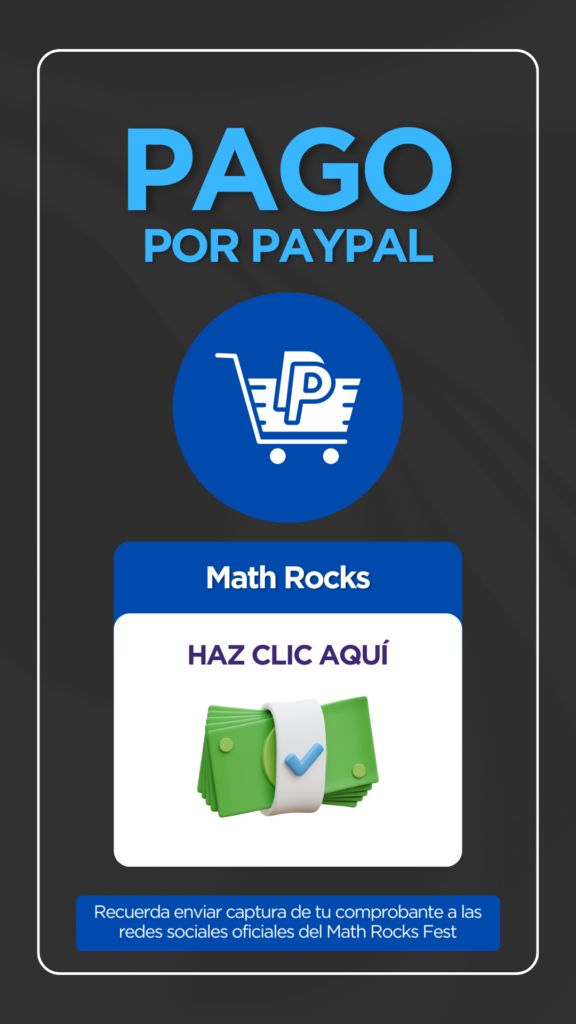 PAGO
POR PAYPAL
Math Rocks
HAZ CLIC AQUÍ
Recuerda enviar captura de tu comprobante a las
redes sociales oficiales del Math Rocks Fest